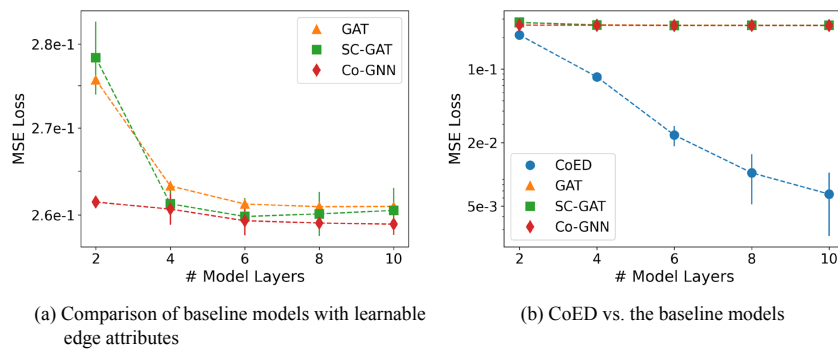 2.8e-1
2.7e-1
2.6e-1
MSE Loss
GAT
SC-GAT
Co-GNN
2 4 6 8 10
# Model Layers
(a) Comparison of baseline models with learnable
edge attributes
1e-1
2e-2
5e-3
MSE Loss
CoED
GAT
SC-GAT
Co-GNN
2 4 6 8 10
# Model Layers
(b) CoED vs. the baseline models